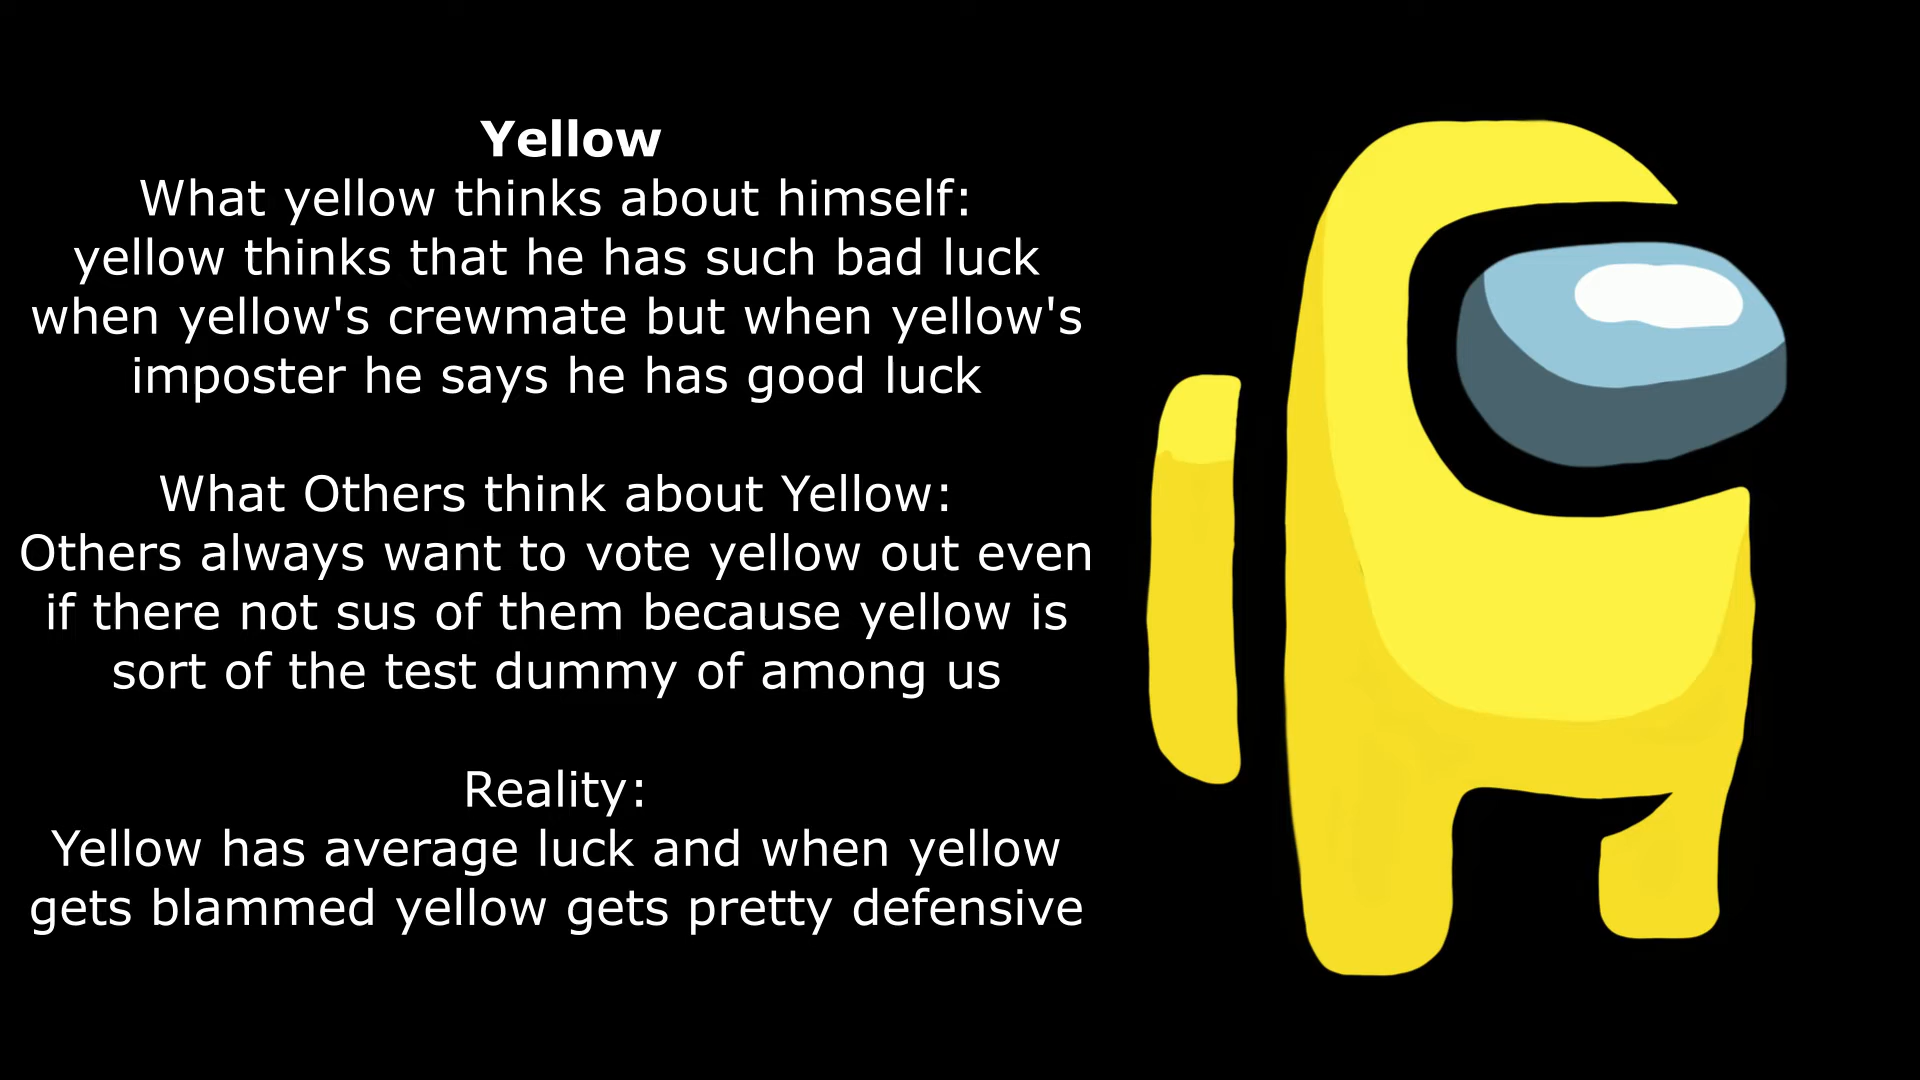 Yellow
What yellow thinks about himself:
yellow thinks that he has such bad luck
when yellow's crewmate but when yellow's
imposter he says he has good luck
What Others think about Yellow:
Others always want to vote yellow out even
if there not sus of them because yellow is
sort of the test dummy of among us
Reality:
Yellow has average luck and when yellow
gets blammed yellow gets pretty defensive